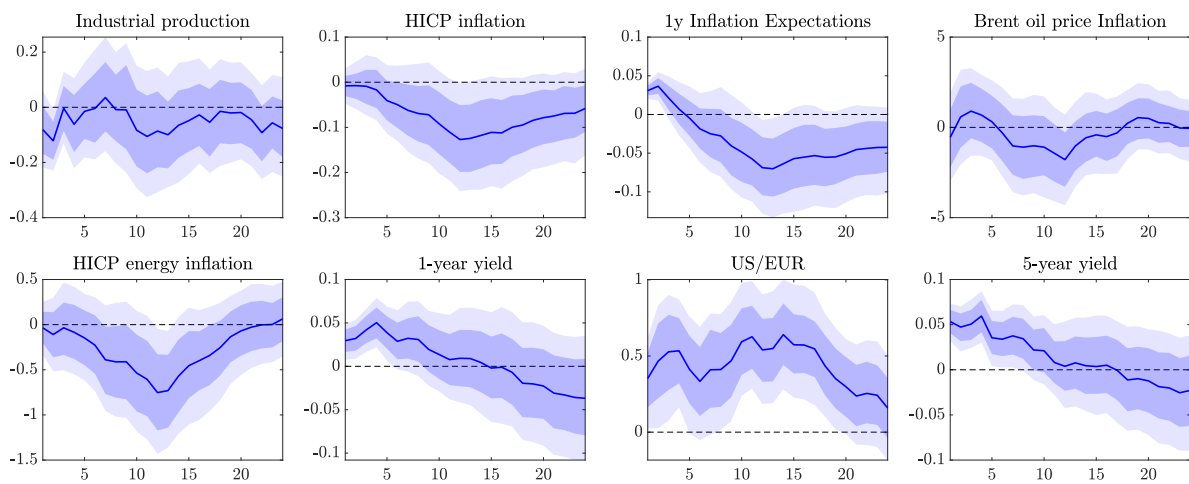 Industrial production
0.2
0
-0.2
-0.4
5 10 15 20
HICP inflation
0.1
0
-0.1
-0.2
-0.3
5 10 15 20
1y Inflation Expectations
0.1
0.05
0
-0.05
-0.1
5 10 15 20
Brent oil price Inflation
5
0
-5
5 10 15 20
HICP energy inflation
0.5
0
-0.5
-1
-1.5
5 10 15 20
1-year yield
0.1
0.05
0
-0.05
-0.1
5 10 15 20
US/EUR
1
0.5
0
5 10 15 20
5-year yield
0.1
0.05
0
-0.05
-0.1
5 10 15 20